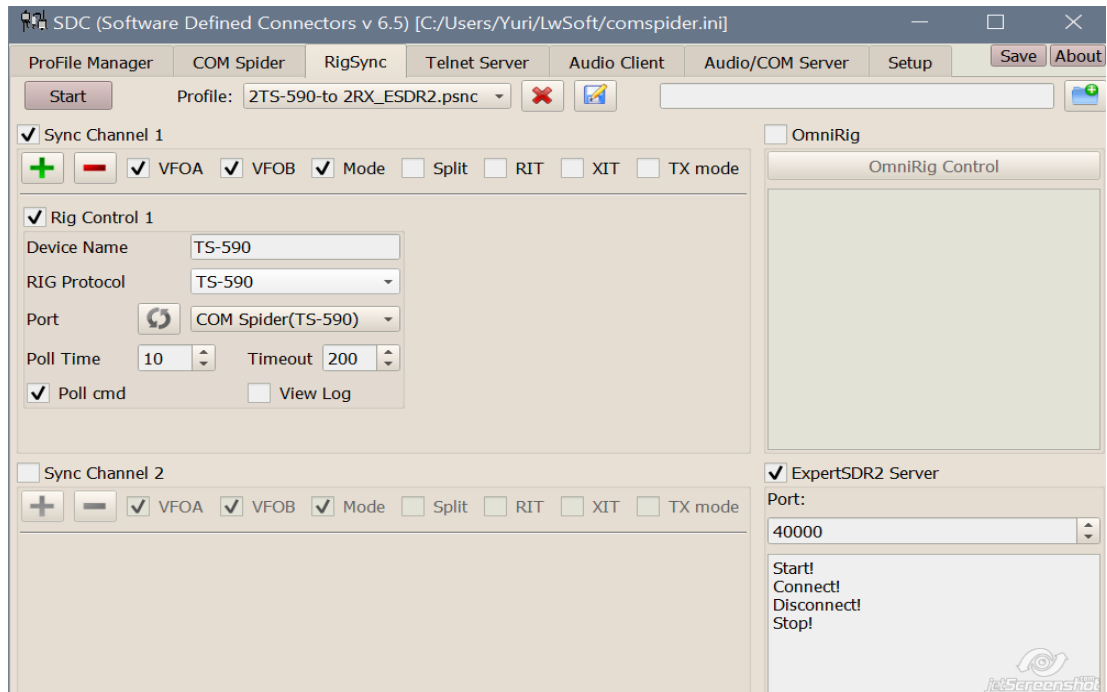 SDC (Software Defined Connectors v 6.5) [C:/Users/Yuri/LwSoft/comspider.ini]
ProFile Manager COM Spider RigSync Telnet Server Audio Client Audio/COM Server Setup Save About
Start Profile: 2TS-590-to 2RX_ESDR2.psnc
Sync Channel 1
VFOA VFOB Mode Split RIT XIT TX mode
Rig Control 1
Device Name TS-590
RIG Protocol TS-590
Port COM Spider(TS-590)
Poll Time 10 Timeout 200
Poll cmd View Log
OmniRig
OmniRig Control
Sync Channel 2
VFOA VFOB Mode Split RIT XIT TX mode
ExpertSDR2 Server
Port:
40000
Start!
Connect!
Disconnect!
Stop!
jetScreenshot